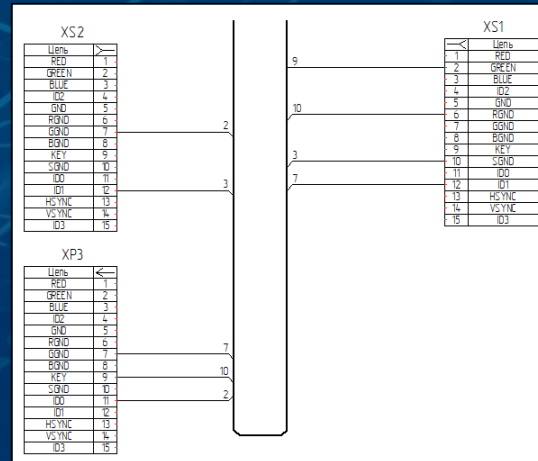 XS2
Цепь
RED 1
GREEN 2
BLUE 3
ID2 4
GND 5
RGND 6
GGND 7
BGND 8
KEY 9
SGND 10
ID0 11
ID1 12
HSYNC 13
VSYNC 14
ID3 15
2
3
XP3
Цепь
RED 1
GREEN 2
BLUE 3
ID2 4
GND 5
RGND 6
GGND 7
BGND 8
KEY 9
SGND 10
ID0 11
ID1 12
HSYNC 13
VSYNC 14
ID3 15
7
10
2
9
10
3
7
XS1
Цепь
1 RED
2 GREEN
3 BLUE
4 ID2
5 GND
6 RGND
7 GGND
8 BGND
9 KEY
10 SGND
11 ID0
12 ID1
13 HSYNC
14 VSYNC
15 ID3